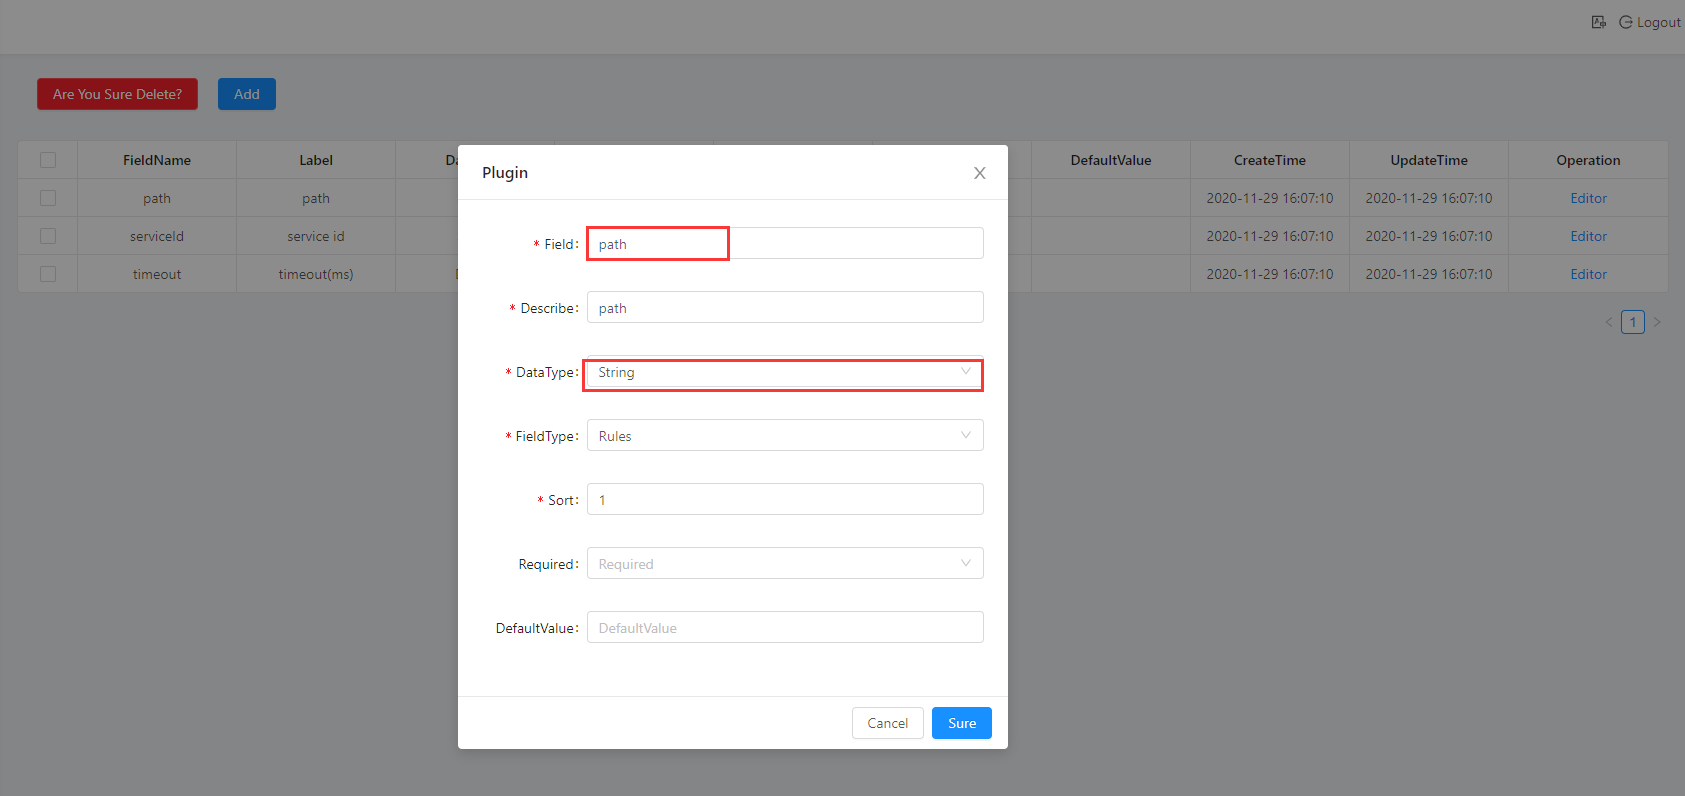 Logout
Are You Sure Delete? Add
FieldName Label Da DefaultValue CreateTime UpdateTime Operation
path path 2020-11-29 16:07:10 2020-11-29 16:07:10 Editor
serviceId service id 2020-11-29 16:07:10 2020-11-29 16:07:10 Editor
timeout timeout(ms) 2020-11-29 16:07:10 2020-11-29 16:07:10 Editor
1
Plugin
* Field: path
* Describe: path
* DataType: String
* FieldType: Rules
* Sort: 1
Required: Required
DefaultValue: DefaultValue
Cancel Sure